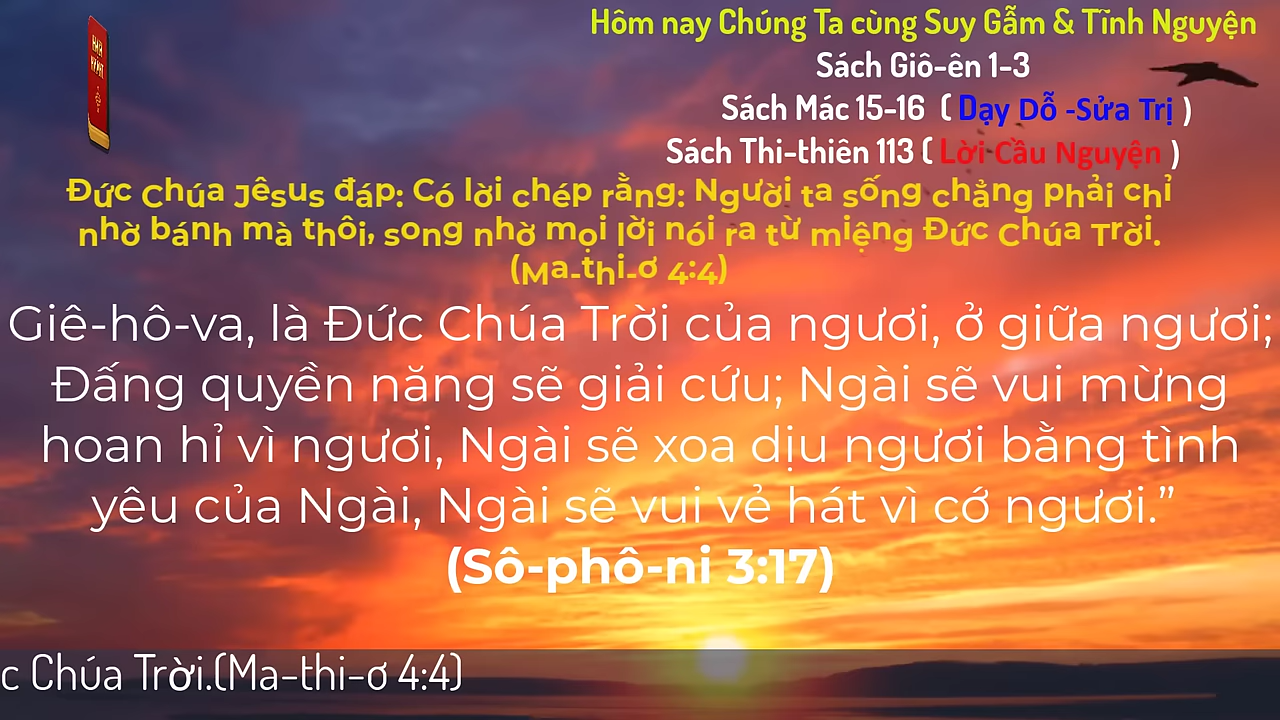 Hôm nay Chúng Ta cùng Suy Gẫm & Tĩnh Nguyện
Sách Giô-ên 1-3
Sách Mác 15-16 ( Dạy Dỗ -Sửa Trị )
Sách Thi-thiên 113 ( Lời Cầu Nguyện )
Đức Chúa Jêsus đáp: Có lời chép rằng: Người ta sống chẳng phải chỉ
nhờ bánh mà thôi, song nhờ mọi lời nói ra từ miệng Đức Chúa Trời.
(Ma-thi-ơ 4:4)
Giê-hô-va, là Đức Chúa Trời của ngươi, ở giữa ngươi;
Đấng quyền năng sẽ giải cứu; Ngài sẽ vui mừng
hoan hỉ vì ngươi, Ngài sẽ xoa dịu ngươi bằng tình
yêu của Ngài, Ngài sẽ vui vẻ hát vì cớ ngươi.”
(Sô-phô-ni 3:17)
c Chúa Trời.(Ma-thi-ơ 4:4)